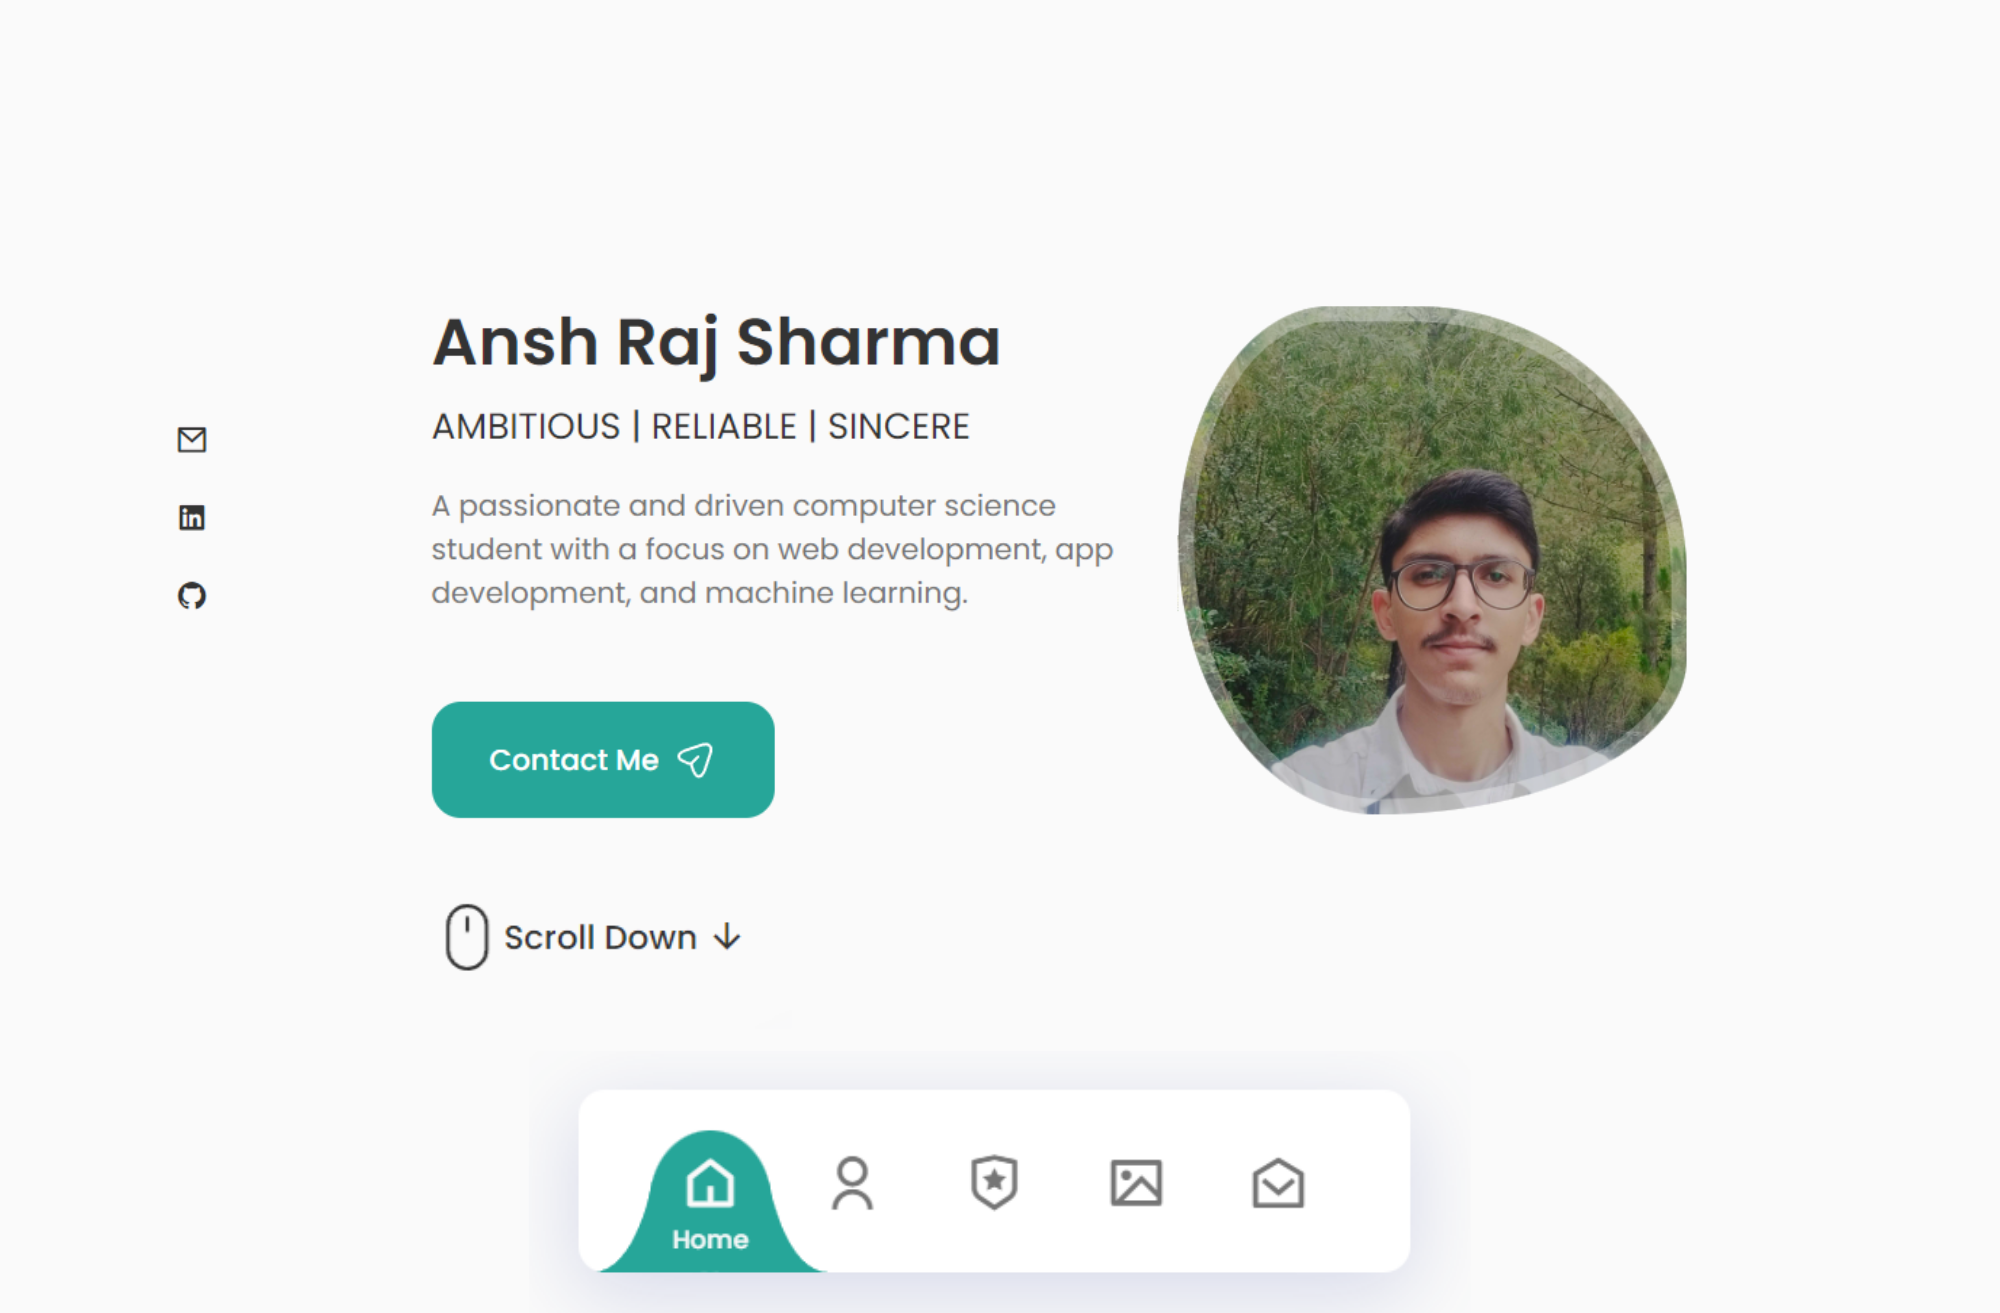 Ansh Raj Sharma
AMBITIOUS | RELIABLE | SINCERE
A passionate and driven computer science
student with a focus on web development, app
development, and machine learning.
Contact Me
Scroll Down ↓
Home